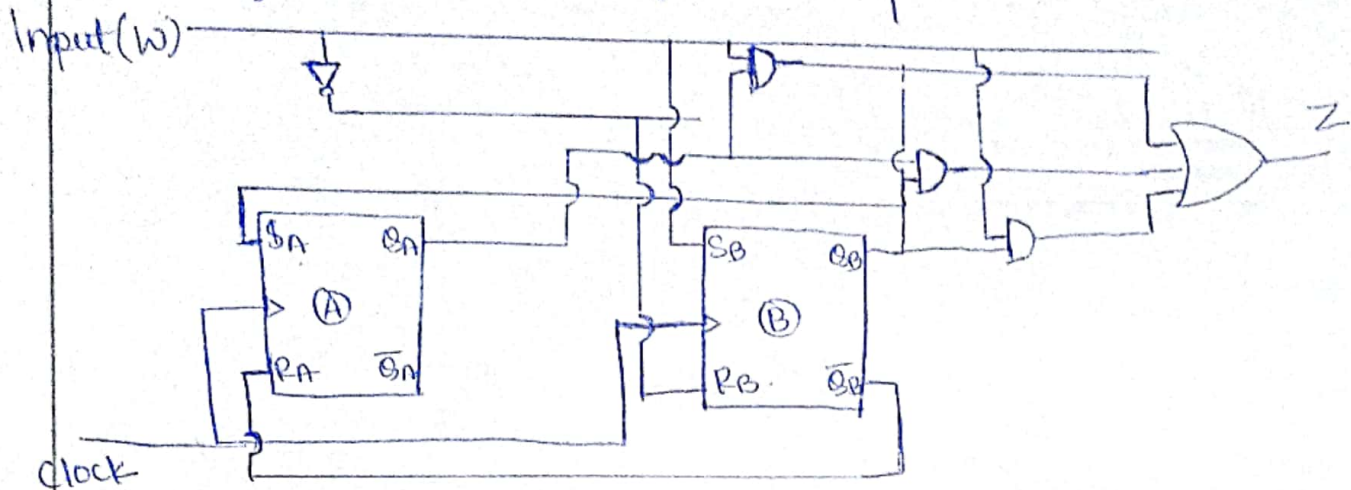 Input (W)
Z
SA QA
SB QB
A
B
RA Q̅A
RB Q̅B
Clock